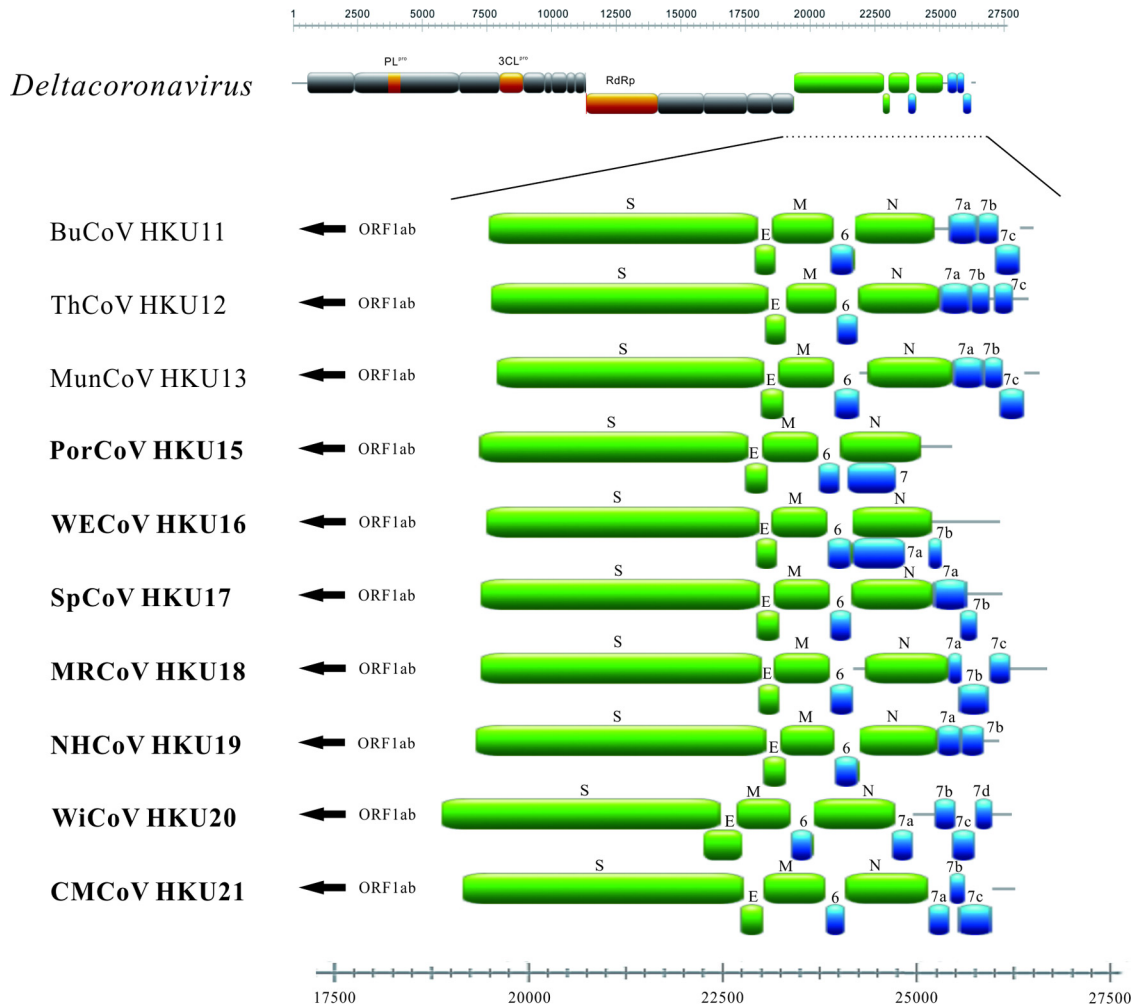 1 2500 5000 7500 10000 12500 15000 17500 20000 22500 25000 27500
PLpro 3CLpro
RdRp
Deltacoronavirus
S M N 7a 7b
BuCoV HKU11 ORF1ab
E 6 7c
S M N 7a 7b
ThCoV HKU12 ORF1ab 7c
E 6
S M N 7a 7b
MunCoV HKU13 ORF1ab
E 6 7c
S M N
PorCoV HKU15 ORF1ab
E 6 7
S M N
WECoV HKU16 ORF1ab
E 6 7a 7b
S M N 7a
SpCoV HKU17 ORF1ab
E 6 7b
S M N 7a 7c
MRCoV HKU18 ORF1ab
E 6 7b
S M N 7a 7b
NHCoV HKU19 ORF1ab
E 6
S M N 7b 7d
WiCoV HKU20 ORF1ab
E 6 7a 7c
S M N 7b
CMCoV HKU21 ORF1ab
E 6 7a 7c
17500 20000 22500 25000 27500